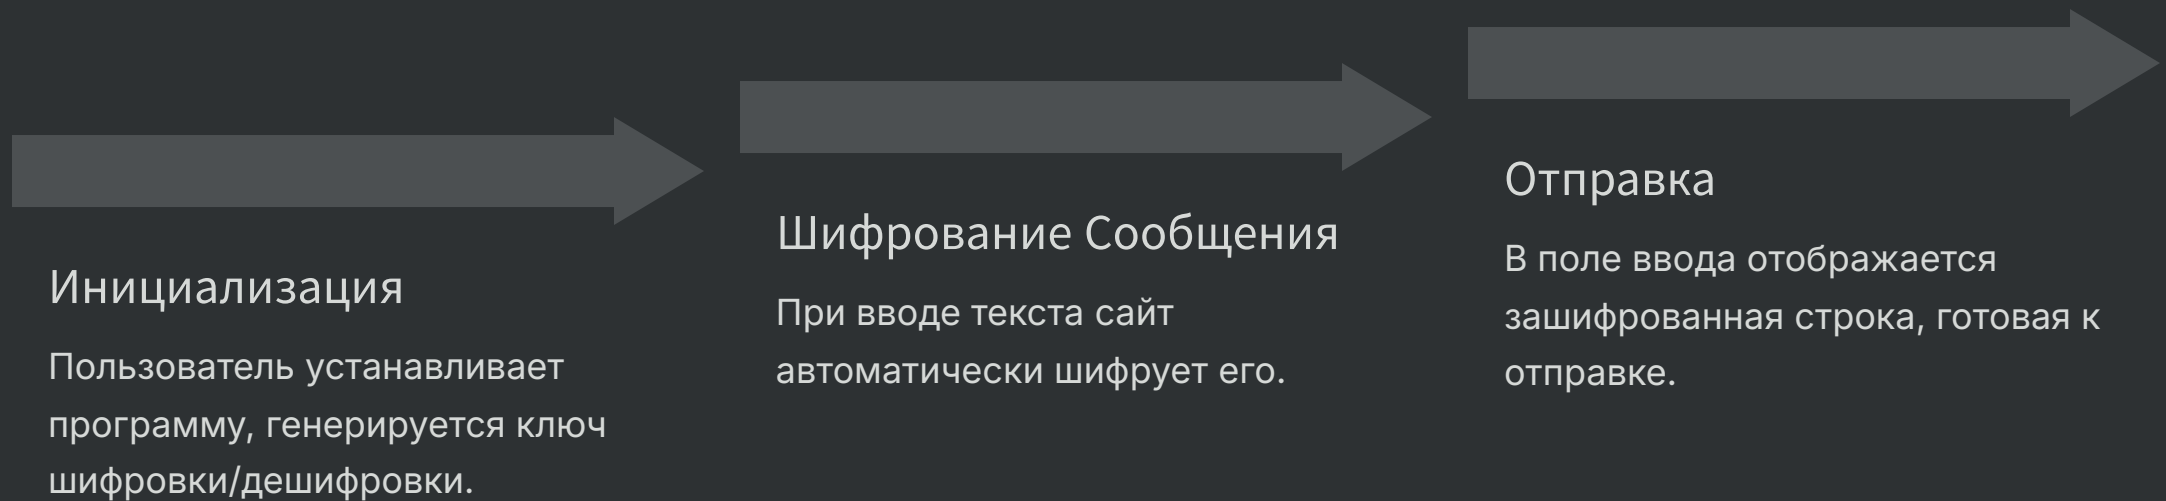 Инициализация
Пользователь устанавливает
программу, генерируется ключ
шифровки/дешифровки.
Шифрование Сообщения
При вводе текста сайт
автоматически шифрует его.
Отправка
В поле ввода отображается
зашифрованная строка, готовая к
отправке.